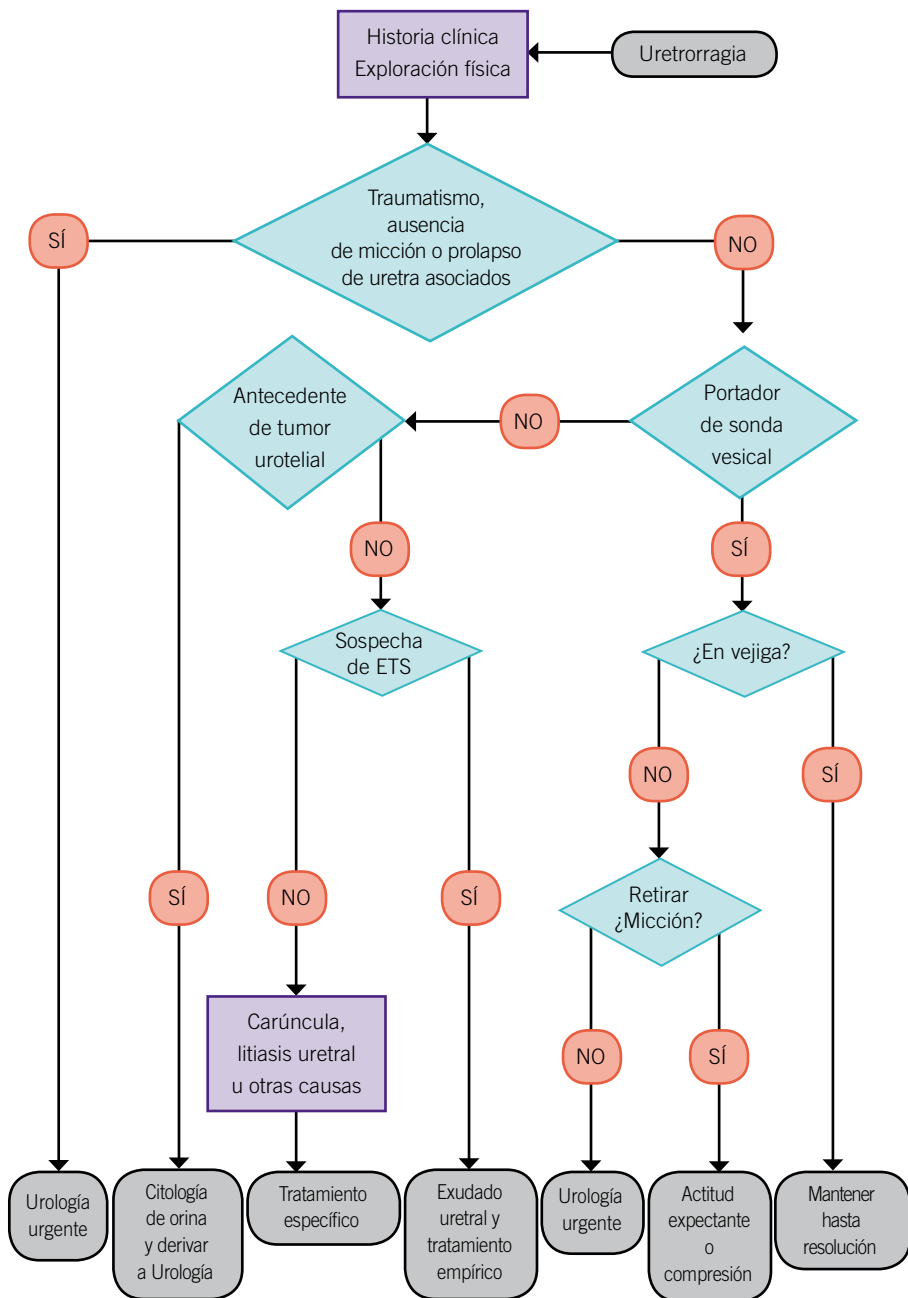 Historia clínica
Exploración física
Uretrorragia
Traumatismo,
ausencia
de micción o prolapso
de uretra asociados
SÍ
NO
Antecedente
de tumor
urotelial
NO
Portador
de sonda
vesical
NO
SÍ
Sospecha
de ETS
¿En vejiga?
NO
SÍ
SÍ
NO
SÍ
Retirar
¿Micción?
Carúncula,
litiasis uretral
u otras causas
NO
SÍ
Urología
urgente
Citología
de orina
y derivar
a Urología
Tratamiento
específico
Exudado
uretral y
tratamiento
empírico
Urología
urgente
Actitud
expectante
o
compresión
Mantener
hasta
resolución